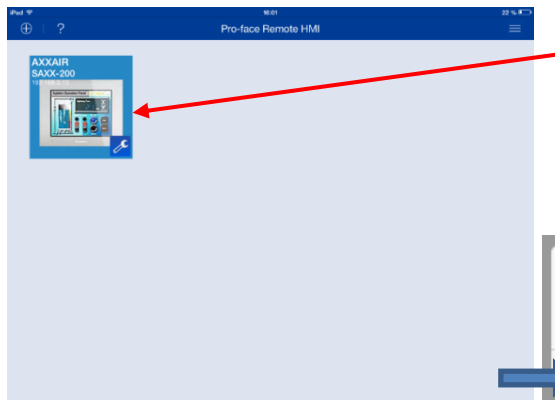 iPad
16:01
22 %
?
Pro-face Remote HMI
AXXAIR
SAXX-200